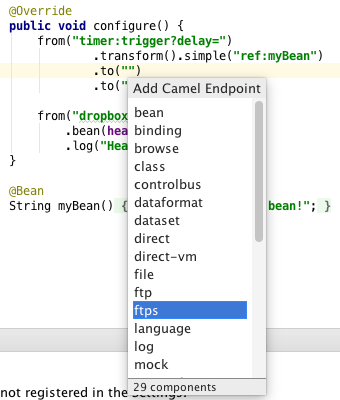 @Override
public void configure() {
from("timer:trigger?delay=")
.transform().simple("ref:myBean")
.to("")
.to("
Add Camel Endpoint
bean
binding
browse
class
controlbus
dataformat
dataset
direct
direct-vm
file
ftp
ftps
language
log
mock
29 components
from("dropbox
.bean(hea
.log("Hea
}
@Bean
String myBean() { bean!"; }
not registered in the Settings.